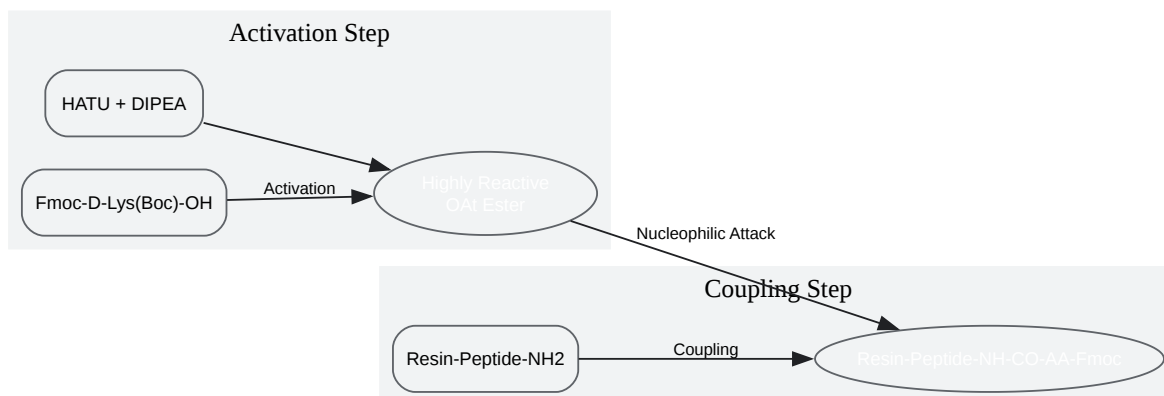 Activation Step
HATU + DIPEA
Fmoc-D-Lys(Boc)-OH
Activation
Highly Reactive
OAt Ester
Nucleophilic Attack
Coupling Step
Resin-Peptide-NH2
Coupling
Resin-Peptide-NH-CO-AA-Fmoc